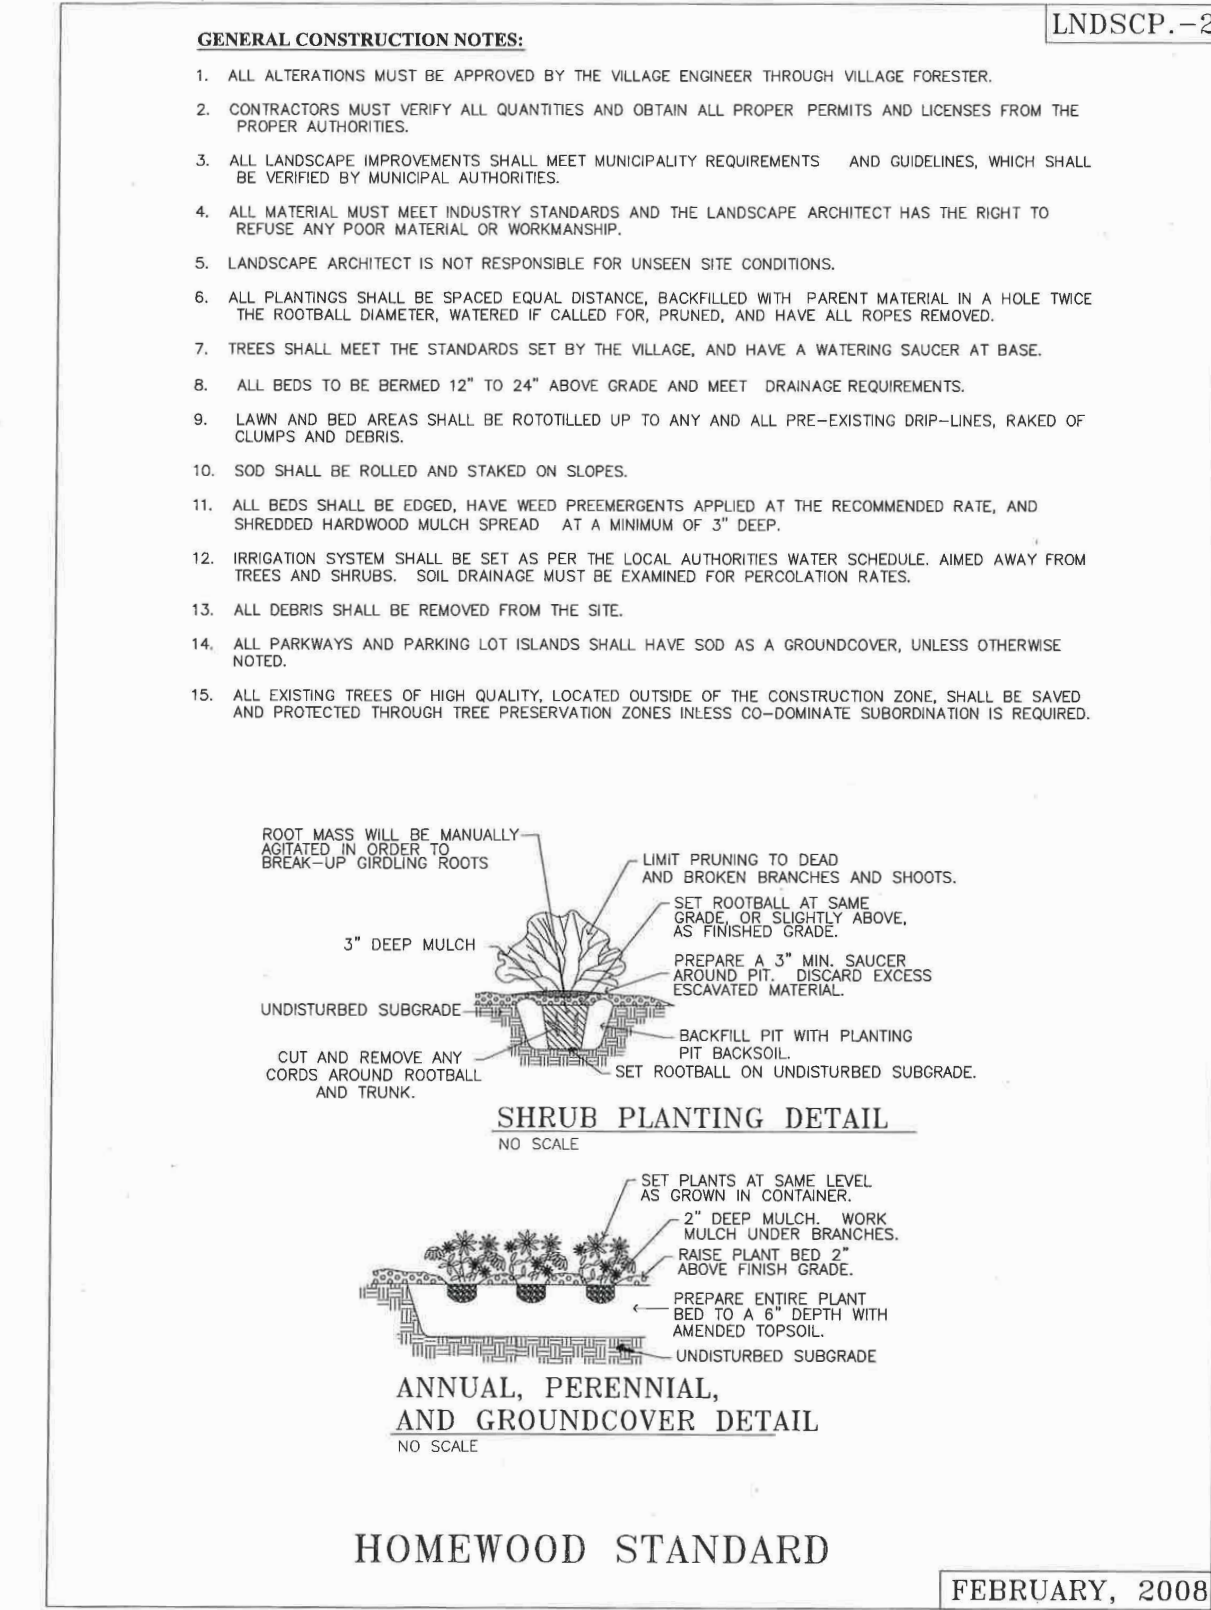 LNDSCP.-2
GENERAL CONSTRUCTION NOTES:
1. ALL ALTERATIONS MUST BE APPROVED BY THE VILLAGE ENGINEER THROUGH VILLAGE FORESTER.
2. CONTRACTORS MUST VERIFY ALL QUANTITIES AND OBTAIN ALL PROPER PERMITS AND LICENSES FROM THE
PROPER AUTHORITIES.
3. ALL LANDSCAPE IMPROVEMENTS SHALL MEET MUNICIPALITY REQUIREMENTS AND GUIDELINES, WHICH SHALL
BE VERIFIED BY MUNICIPAL AUTHORITIES.
4. ALL MATERIAL MUST MEET INDUSTRY STANDARDS AND THE LANDSCAPE ARCHITECT HAS THE RIGHT TO
REFUSE ANY POOR MATERIAL OR WORKMANSHIP.
5. LANDSCAPE ARCHITECT IS NOT RESPONSIBLE FOR UNSEEN SITE CONDITIONS.
6. ALL PLANTINGS SHALL BE SPACED EQUAL DISTANCE, BACKFILLED WITH PARENT MATERIAL IN A HOLE TWICE
THE ROOTBALL DIAMETER, WATERED IF CALLED FOR, PRUNED, AND HAVE ALL ROPES REMOVED.
7. TREES SHALL MEET THE STANDARDS SET BY THE VILLAGE, AND HAVE A WATERING SAUCER AT BASE.
8. ALL BEDS TO BE BERMED 12" TO 24" ABOVE GRADE AND MEET DRAINAGE REQUIREMENTS.
9. LAWN AND BED AREAS SHALL BE ROTOTILLED UP TO ANY AND ALL PRE-EXISTING DRIP-LINES, RAKED OF
CLUMPS AND DEBRIS.
10. SOD SHALL BE ROLLED AND STAKED ON SLOPES.
11. ALL BEDS SHALL BE EDGED, HAVE WEED PREEMERGENTS APPLIED AT THE RECOMMENDED RATE, AND
SHREDDED HARDWOOD MULCH SPREAD AT A MINIMUM OF 3" DEEP.
12. IRRIGATION SYSTEM SHALL BE SET AS PER THE LOCAL AUTHORITIES WATER SCHEDULE. AIMED AWAY FROM
TREES AND SHRUBS. SOIL DRAINAGE MUST BE EXAMINED FOR PERCOLATION RATES.
13. ALL DEBRIS SHALL BE REMOVED FROM THE SITE.
14. ALL PARKWAYS AND PARKING LOT ISLANDS SHALL HAVE SOD AS A GROUNDCOVER, UNLESS OTHERWISE
NOTED.
15. ALL EXISTING TREES OF HIGH QUALITY, LOCATED OUTSIDE OF THE CONSTRUCTION ZONE, SHALL BE SAVED
AND PROTECTED THROUGH TREE PRESERVATION ZONES INLESS CO-DOMINATE SUBORDINATION IS REQUIRED.
ROOT MASS WILL BE MANUALLY
AGITATED IN ORDER TO
BREAK-UP GIRDLING ROOTS
LIMIT PRUNING TO DEAD
AND BROKEN BRANCHES AND SHOOTS.
SET ROOTBALL AT SAME
GRADE, OR SLIGHTLY ABOVE,
AS FINISHED GRADE.
3" DEEP MULCH
PREPARE A 3" MIN. SAUCER
AROUND PIT. DISCARD EXCESS
ESCAVATED MATERIAL.
UNDISTURBED SUBGRADE
BACKFILL PIT WITH PLANTING
PIT BACKSOIL.
CUT AND REMOVE ANY
CORDS AROUND ROOTBALL
AND TRUNK.
SET ROOTBALL ON UNDISTURBED SUBGRADE.
SHRUB PLANTING DETAIL
NO SCALE
SET PLANTS AT SAME LEVEL
AS GROWN IN CONTAINER.
2" DEEP MULCH. WORK
MULCH UNDER BRANCHES.
RAISE PLANT BED 2"
ABOVE FINISH GRADE.
PREPARE ENTIRE PLANT
BED TO A 6" DEPTH WITH
AMENDED TOPSOIL.
UNDISTURBED SUBGRADE
ANNUAL, PERENNIAL,
AND GROUNDCOVER DETAIL
NO SCALE
HOMEWOOD STANDARD
FEBRUARY, 2008